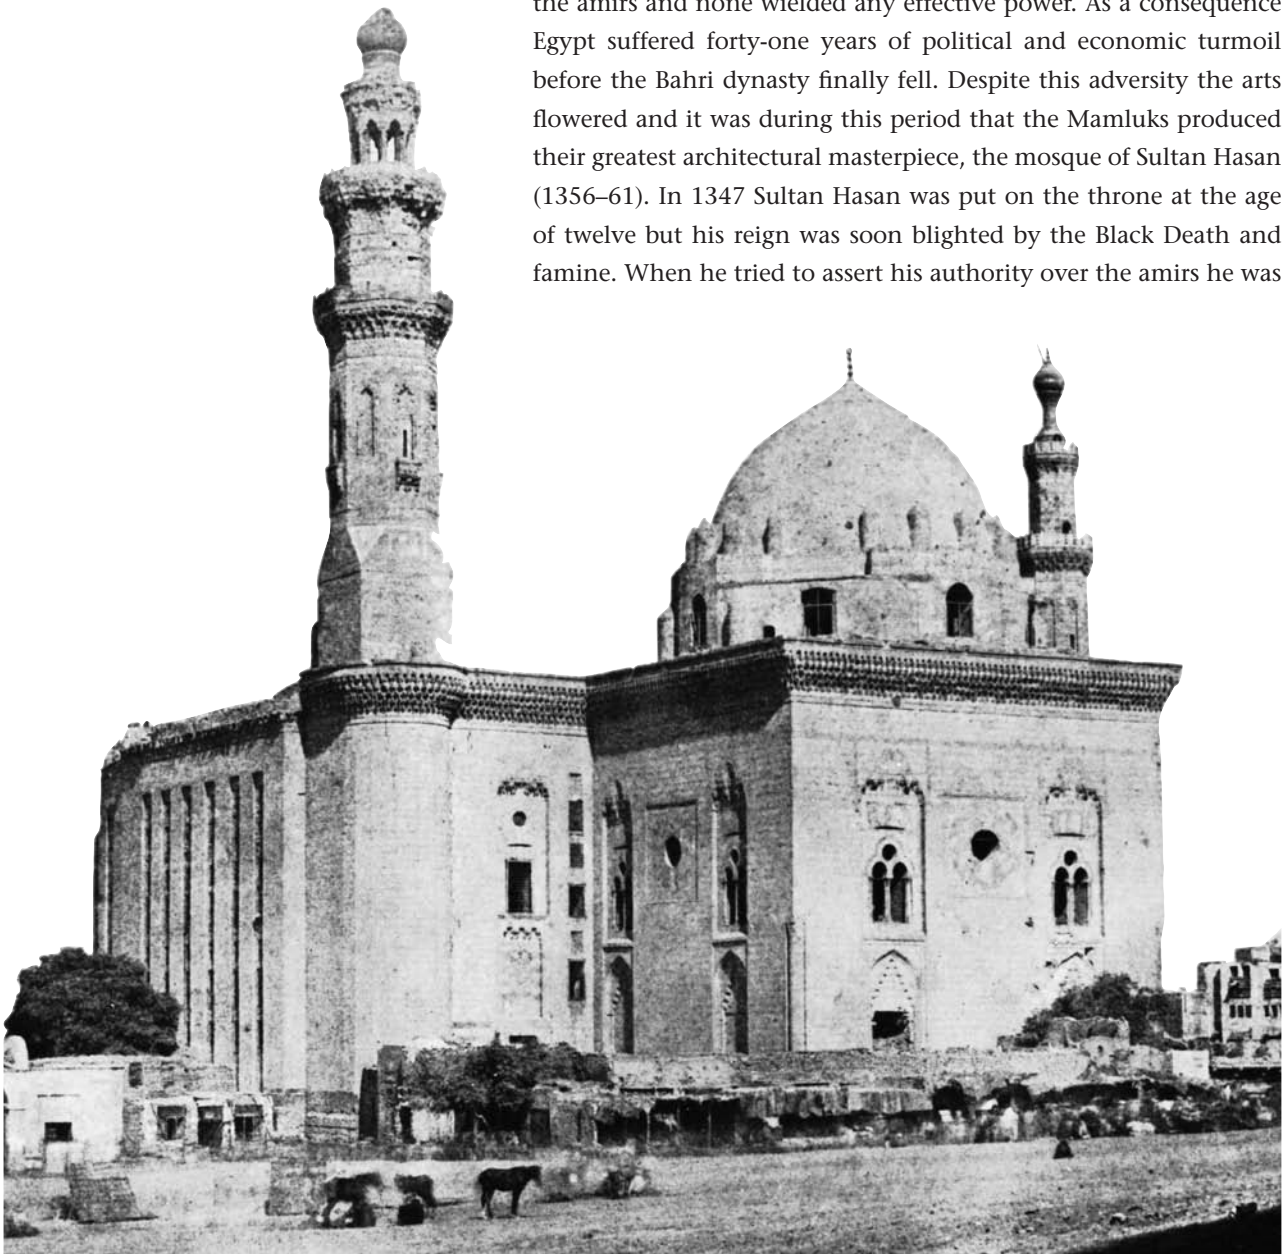 the amirs and none wielded any effective power. As a consequence
Egypt suffered forty-one years of political and economic turmoil
before the Bahri dynasty finally fell. Despite this adversity the arts
flowered and it was during this period that the Mamluks produced
their greatest architectural masterpiece, the mosque of Sultan Hasan
(1356–61). In 1347 Sultan Hasan was put on the throne at the age
of twelve but his reign was soon blighted by the Black Death and
famine. When he tried to assert his authority over the amirs he was